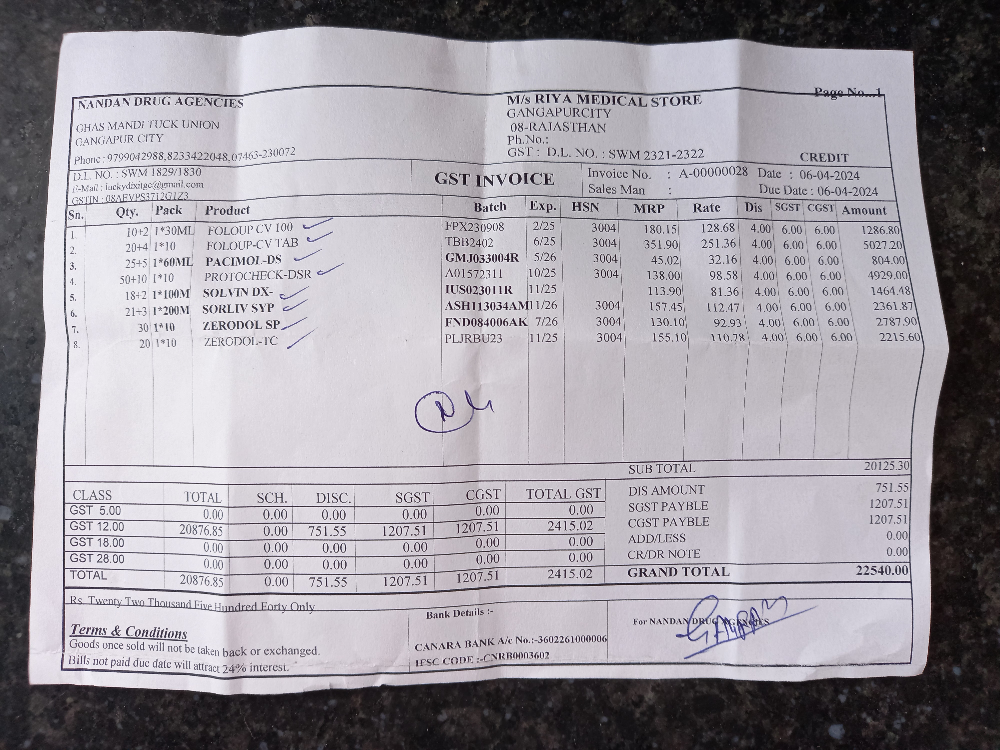 Page No...1
NANDAN DRUG AGENCIES
GHAS MANDI TUCK UNION
GANGAPUR CITY
Phone : 9799042988,8233422048,07463-230072
D.L. NO. : SWM 1829/1830
E-Mail : luckydixitgc@gmail.com
GSTIN : 08AEVPS3712G1Z3
M/s RIYA MEDICAL STORE
GANGAPURCITY
08-RAJASTHAN
Ph.No.:
GST : D.L. NO. : SWM 2321-2322
CREDIT
GST INVOICE
Invoice No. : A-00000028 Date : 06-04-2024
Sales Man : Due Date : 06-04-2024
Sn. Qty. Pack Product Batch Exp. HSN MRP Rate Dis SGST CGST Amount
1. 10+2 1*30ML FOLOUP CV 100 FPX230908 2/25 3004 180.15 128.68 4.00 6.00 6.00 1286.80
2. 20+4 1*10 FOLOUP-CV TAB TBB2402 6/25 3004 351.90 251.36 4.00 6.00 6.00 5027.20
3. 25+5 1*60ML PACIMOL-DS GMJ033004R 5/26 3004 45.02 32.16 4.00 6.00 6.00 804.00
4. 50+10 1*10 PROTOCHECK-DSR A01572311 10/25 3004 138.00 98.58 4.00 6.00 6.00 4929.00
5. 18+2 1*100M SOLVIN DX- IUS023011R 11/25 113.90 81.36 4.00 6.00 6.00 1464.48
6. 21+3 1*200M SORLIV SYP ASH113034AM 11/26 3004 157.45 112.47 4.00 6.00 6.00 2361.87
7. 30 1*10 ZERODOL SP FND084006AK 7/26 3004 130.10 92.93 4.00 6.00 6.00 2787.90
8. 20 1*10 ZERODOL-TC PLJRBU23 11/25 3004 155.10 110.78 4.00 6.00 6.00 2215.60
SUB TOTAL 20125.30
CLASS TOTAL SCH. DISC. SGST CGST TOTAL GST
GST 5.00 0.00 0.00 0.00 0.00 0.00 0.00
GST 12.00 20876.85 0.00 751.55 1207.51 1207.51 2415.02
GST 18.00 0.00 0.00 0.00 0.00 0.00 0.00
GST 28.00 0.00 0.00 0.00 0.00 0.00 0.00
TOTAL 20876.85 0.00 751.55 1207.51 1207.51 2415.02
DIS AMOUNT 751.55
SGST PAYBLE 1207.51
CGST PAYBLE 1207.51
ADD/LESS 0.00
CR/DR NOTE 0.00
GRAND TOTAL 22540.00
Rs. Twenty Two Thousand Five Hundred Forty Only
Terms & Conditions
Goods once sold will not be taken back or exchanged.
Bills not paid due date will attract 24% interest.
Bank Details :-
CANARA BANK A/c No.:-3602261000006
IFSC CODE :-CNRB0003602
For NANDAN DRUG AGENCIES